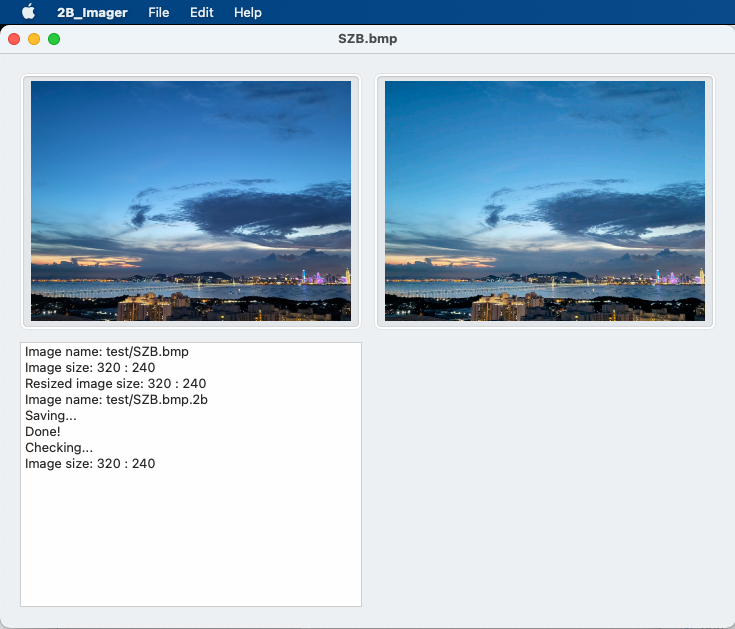 2B_Imager File Edit Help
SZB.bmp
Image name: test/SZB.bmp
Image size: 320 : 240
Resized image size: 320 : 240
Image name: test/SZB.bmp.2b
Saving...
Done!
Checking...
Image size: 320 : 240